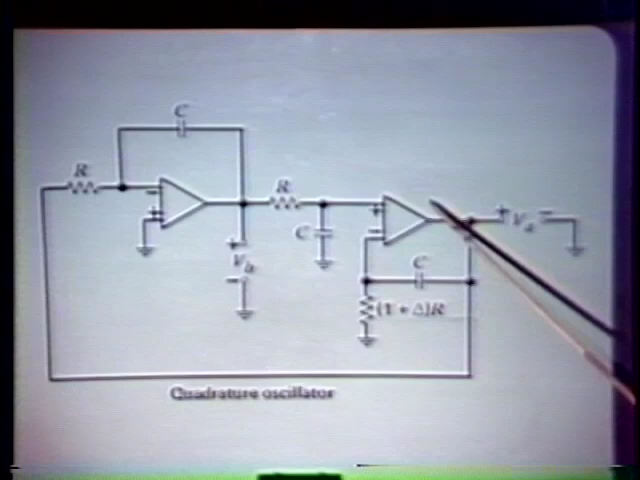 C
R
R
C
+
−
+
−
+
−
V_b
+ V_a −
C
(1 + Δ)R
Quadrature oscillator